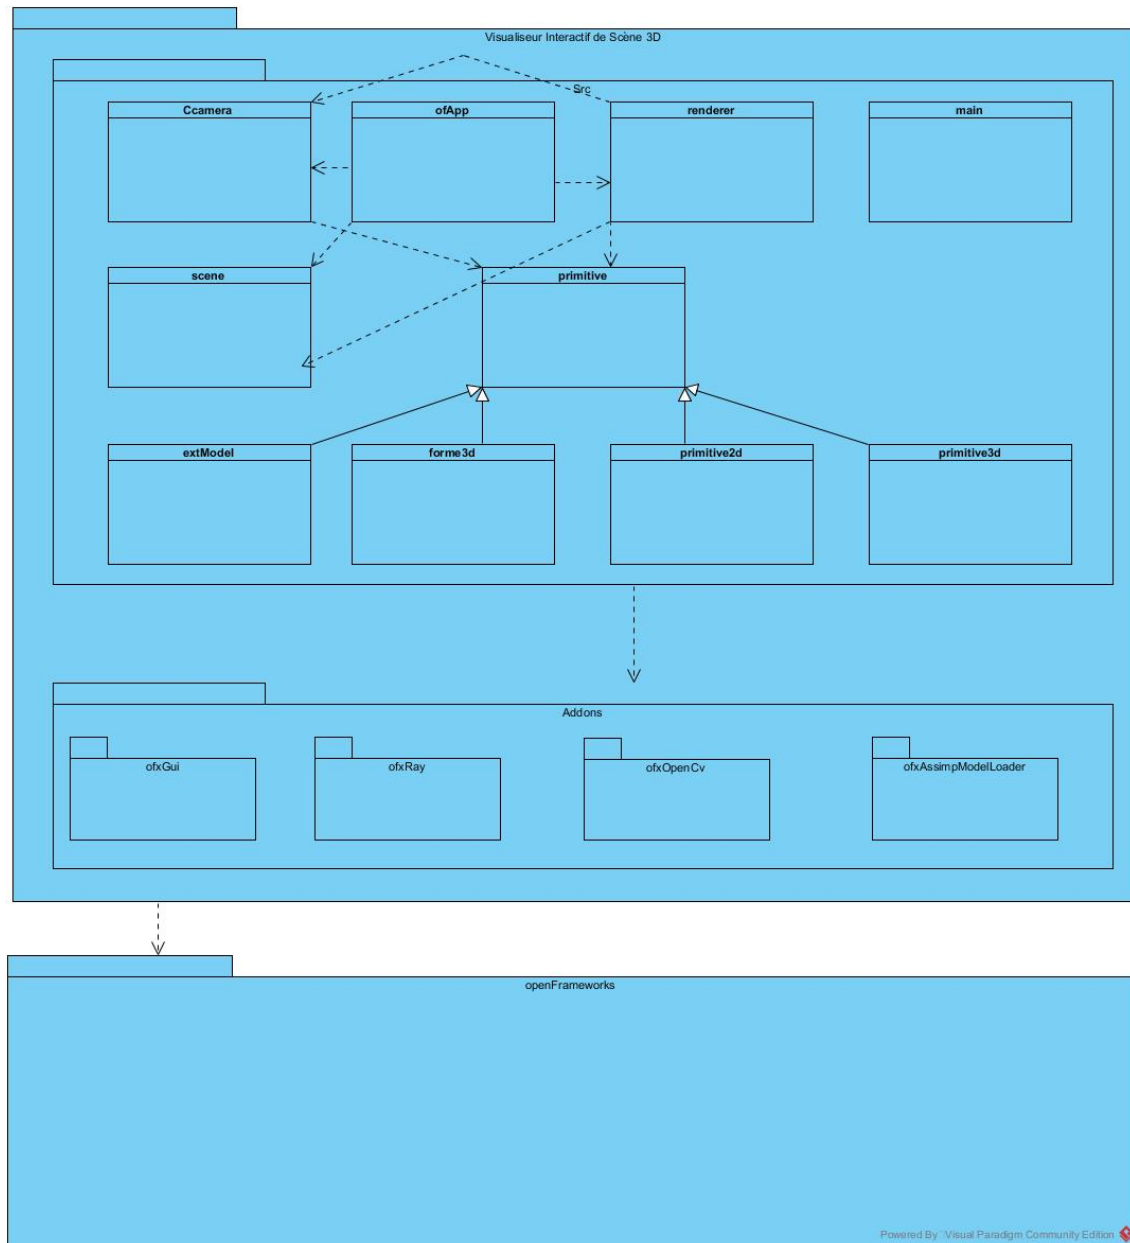 Visualiseur Interactif de Scène 3D
Src
Ccamera
ofApp
renderer
main
scene
primitive
extModel
forme3d
primitive2d
primitive3d
Addons
ofxGui
ofxRay
ofxOpenCv
ofxAssimpModelLoader
openFrameworks
Powered By Visual Paradigm Community Edition